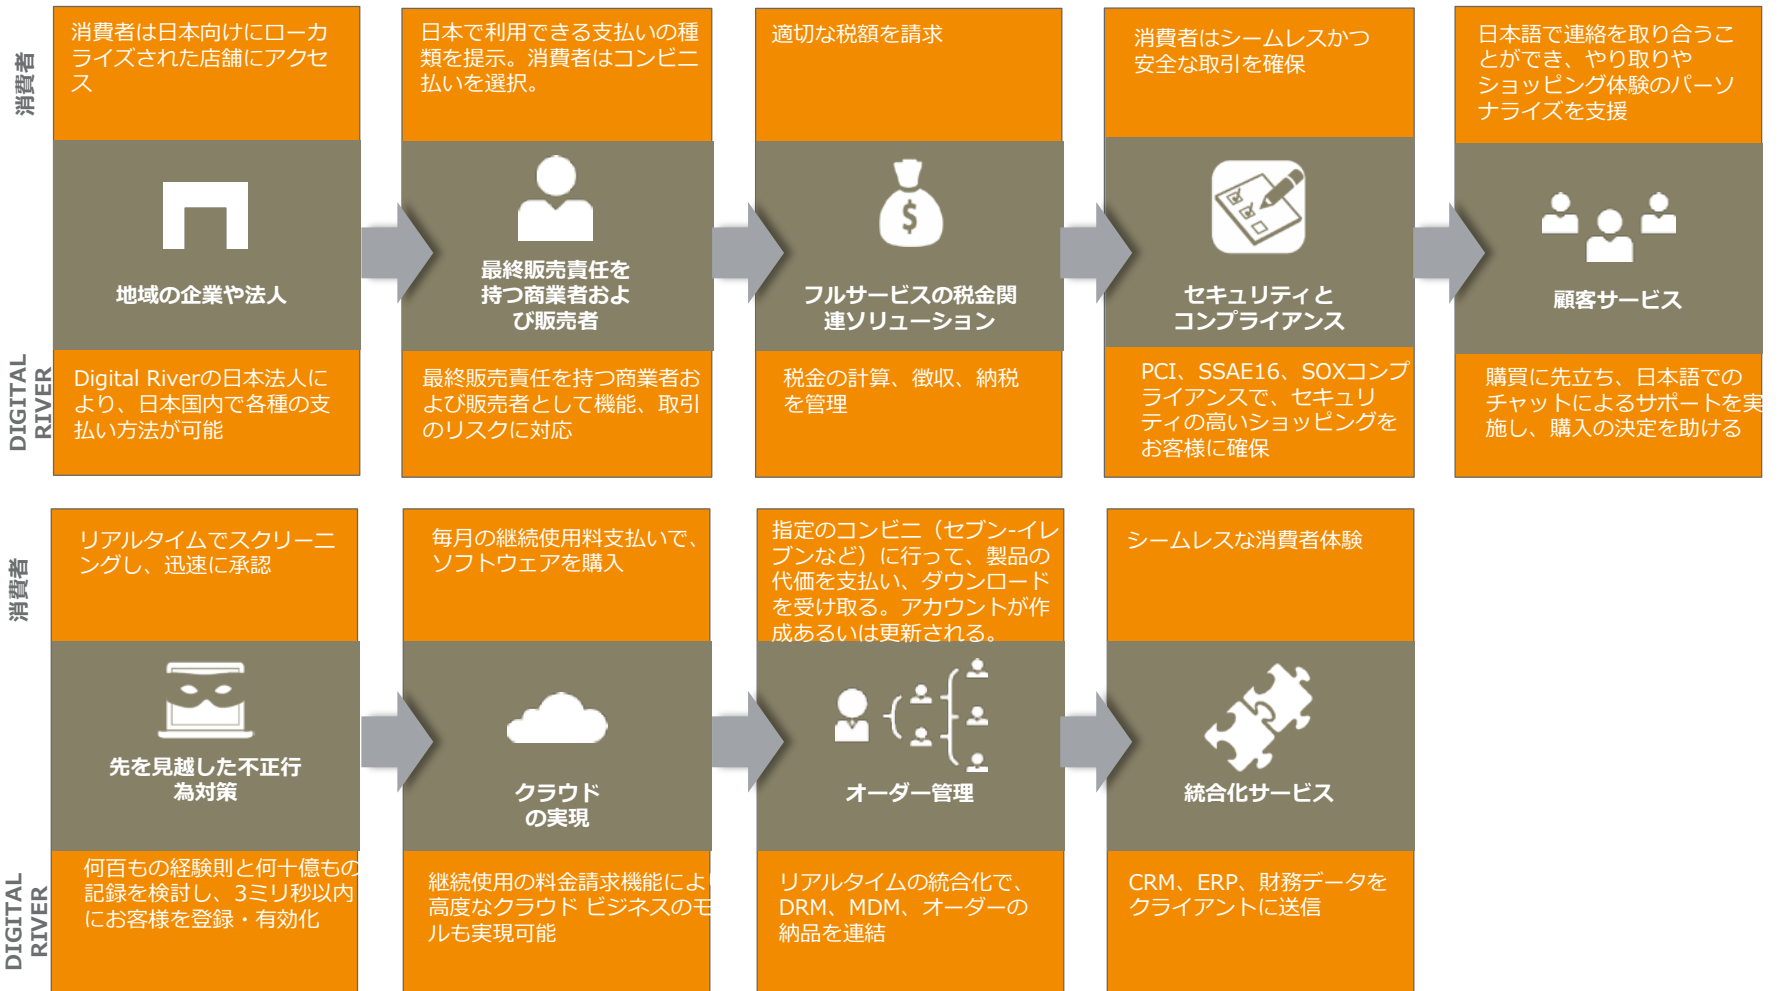 消費者
消費者は日本向けにローカ
ライズされた店舗にアクセ
ス
地域の企業や法人
DIGITAL
RIVER
Digital Riverの日本法人に
より、日本国内で各種の支
払い方法が可能
日本で利用できる支払いの種
類を提示。消費者はコンビニ
払いを選択。
最終販売責任を
持つ商業者およ
び販売者
最終販売責任を持つ商業者お
よび販売者として機能、取引
のリスクに対応
適切な税額を請求
$
フルサービスの税金関
連ソリューション
税金の計算、徴収、納税
を管理
消費者はシームレスかつ
安全な取引を確保
セキュリティと
コンプライアンス
PCI、SSAE16、SOXコンプ
ライアンスで、セキュリ
ティの高いショッピングを
お客様に確保
日本語で連絡を取り合うこ
とができ、やり取りや
ショッピング体験のパーソ
ナライズを支援
顧客サービス
購買に先立ち、日本語での
チャットによるサポートを実
施し、購入の決定を助ける
消費者
リアルタイムでスクリーニ
ングし、迅速に承認
先を見越した不正行
為対策
DIGITAL
RIVER
何百もの経験則と何十億もの
記録を検討し、3ミリ秒以内
にお客様を登録・有効化
毎月の継続使用料支払いで、
ソフトウェアを購入
クラウド
の実現
継続使用の料金請求機能により
高度なクラウド ビジネスのモ
ルも実現可能
指定のコンビニ（セブン-イレ
ブンなど）に行って、製品の
代価を支払い、ダウンロード
を受け取る。アカウントが作
成あるいは更新される。
オーダー管理
リアルタイムの統合化で、
DRM、MDM、オーダーの
納品を連結
シームレスな消費者体験
統合化サービス
CRM、ERP、財務データを
クライアントに送信